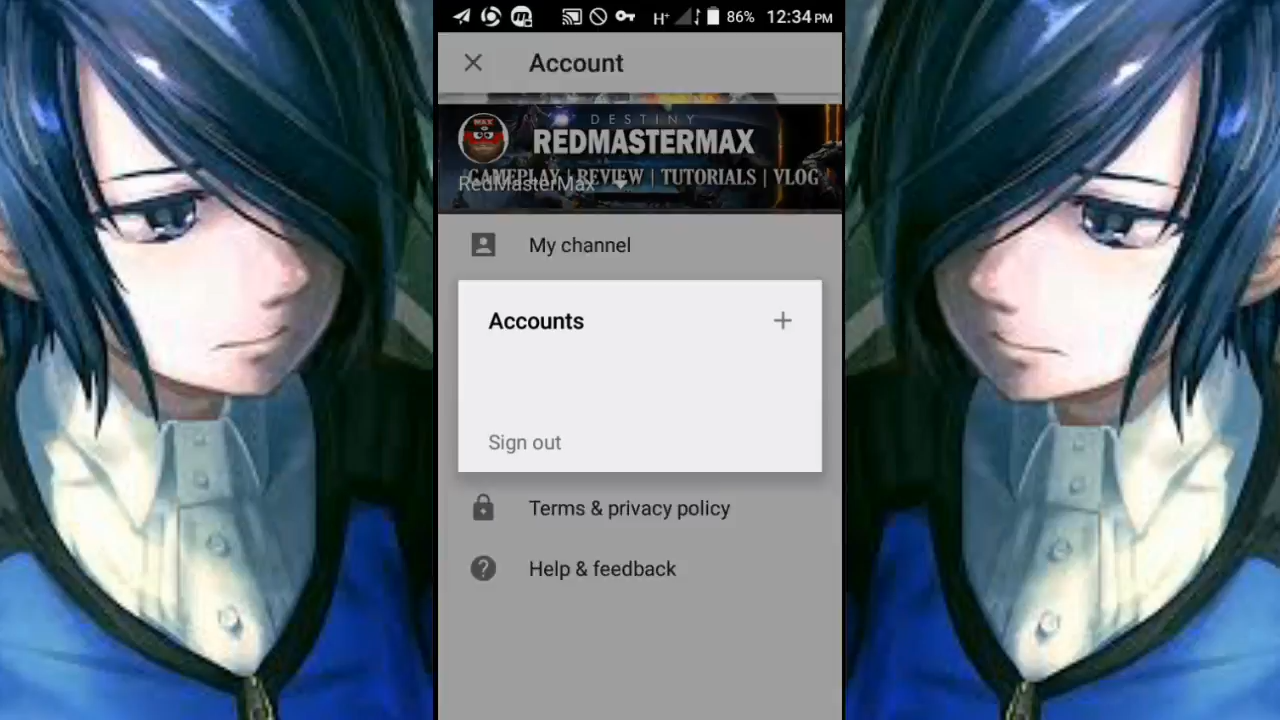 86% 12:34 PM
Account
DESTINY
REDMASTERMAX
GAMEPLAY | REVIEW | TUTORIALS | VLOG
RedMasterMax
My channel
Accounts
Sign out
Terms & privacy policy
Help & feedback